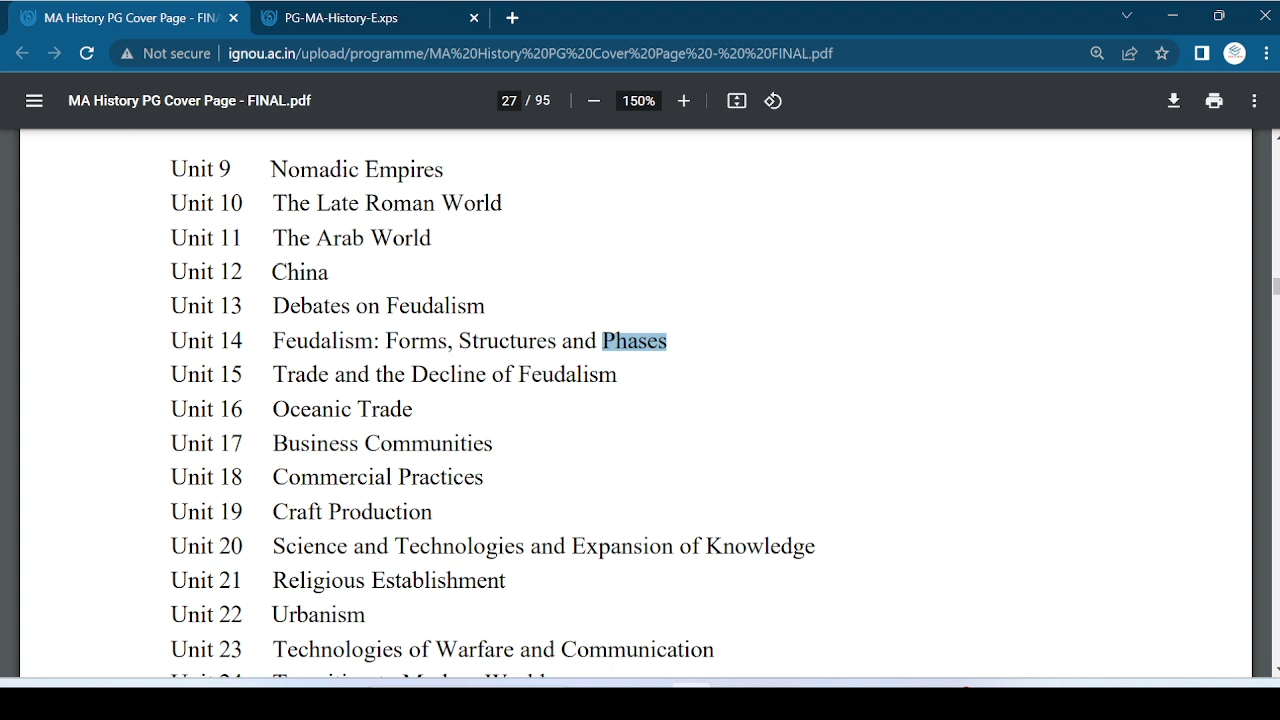 MA History PG Cover Page - FIN
PG-MA-History-E.xps
Not secure
ignou.ac.in/upload/programme/MA%20History%20PG%20Cover%20Page%20-%20%20FINAL.pdf
MA History PG Cover Page - FINAL.pdf
27 / 95
150%
Unit 9 Nomadic Empires
Unit 10 The Late Roman World
Unit 11 The Arab World
Unit 12 China
Unit 13 Debates on Feudalism
Unit 14 Feudalism: Forms, Structures and Phases
Unit 15 Trade and the Decline of Feudalism
Unit 16 Oceanic Trade
Unit 17 Business Communities
Unit 18 Commercial Practices
Unit 19 Craft Production
Unit 20 Science and Technologies and Expansion of Knowledge
Unit 21 Religious Establishment
Unit 22 Urbanism
Unit 23 Technologies of Warfare and Communication